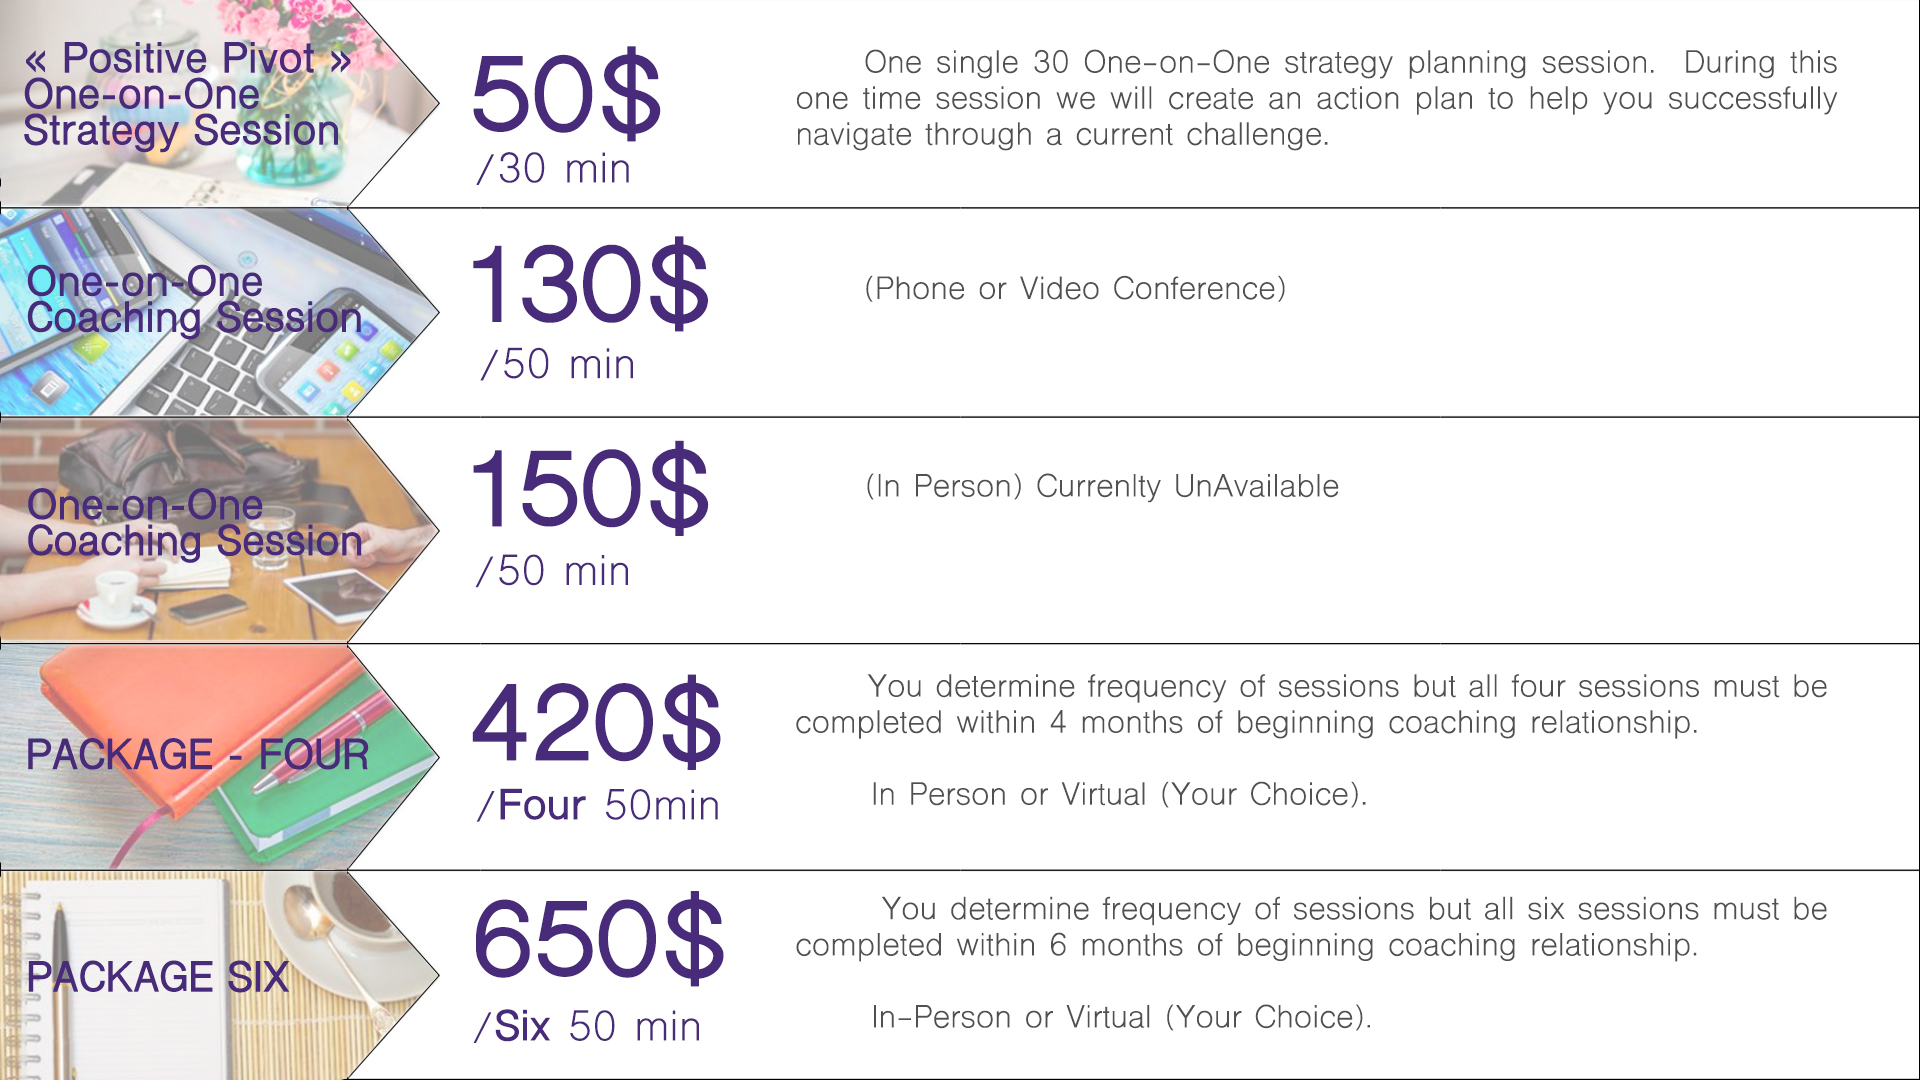 « Positive Pivot »
One-on-One
Strategy Session
50$
/30 min
One single 30 One-on-One strategy planning session. During this
one time session we will create an action plan to help you successfully
navigate through a current challenge.
One-on-One
Coaching Session
130$
/50 min
(Phone or Video Conference)
One-on-One
Coaching Session
150$
/50 min
(In Person) Currenlty UnAvailable
PACKAGE - FOUR
420$
/Four 50min
You determine frequency of sessions but all four sessions must be
completed within 4 months of beginning coaching relationship.
In Person or Virtual (Your Choice).
PACKAGE SIX
650$
/Six 50 min
You determine frequency of sessions but all six sessions must be
completed within 6 months of beginning coaching relationship.
In-Person or Virtual (Your Choice).